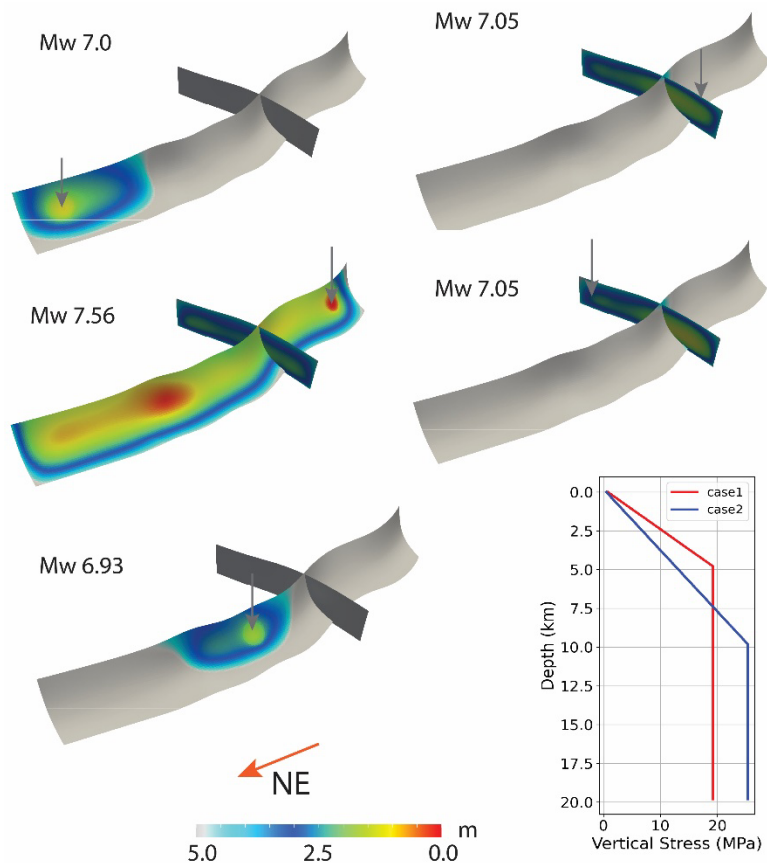 Mw 7.0
Mw 7.05
Mw 7.56
Mw 7.05
Mw 6.93
NE
5.0 2.5 0.0 m
case1
case2
0.0
2.5
5.0
7.5
10.0
12.5
15.0
17.5
20.0
Depth (km)
0 10 20
Vertical Stress (MPa)